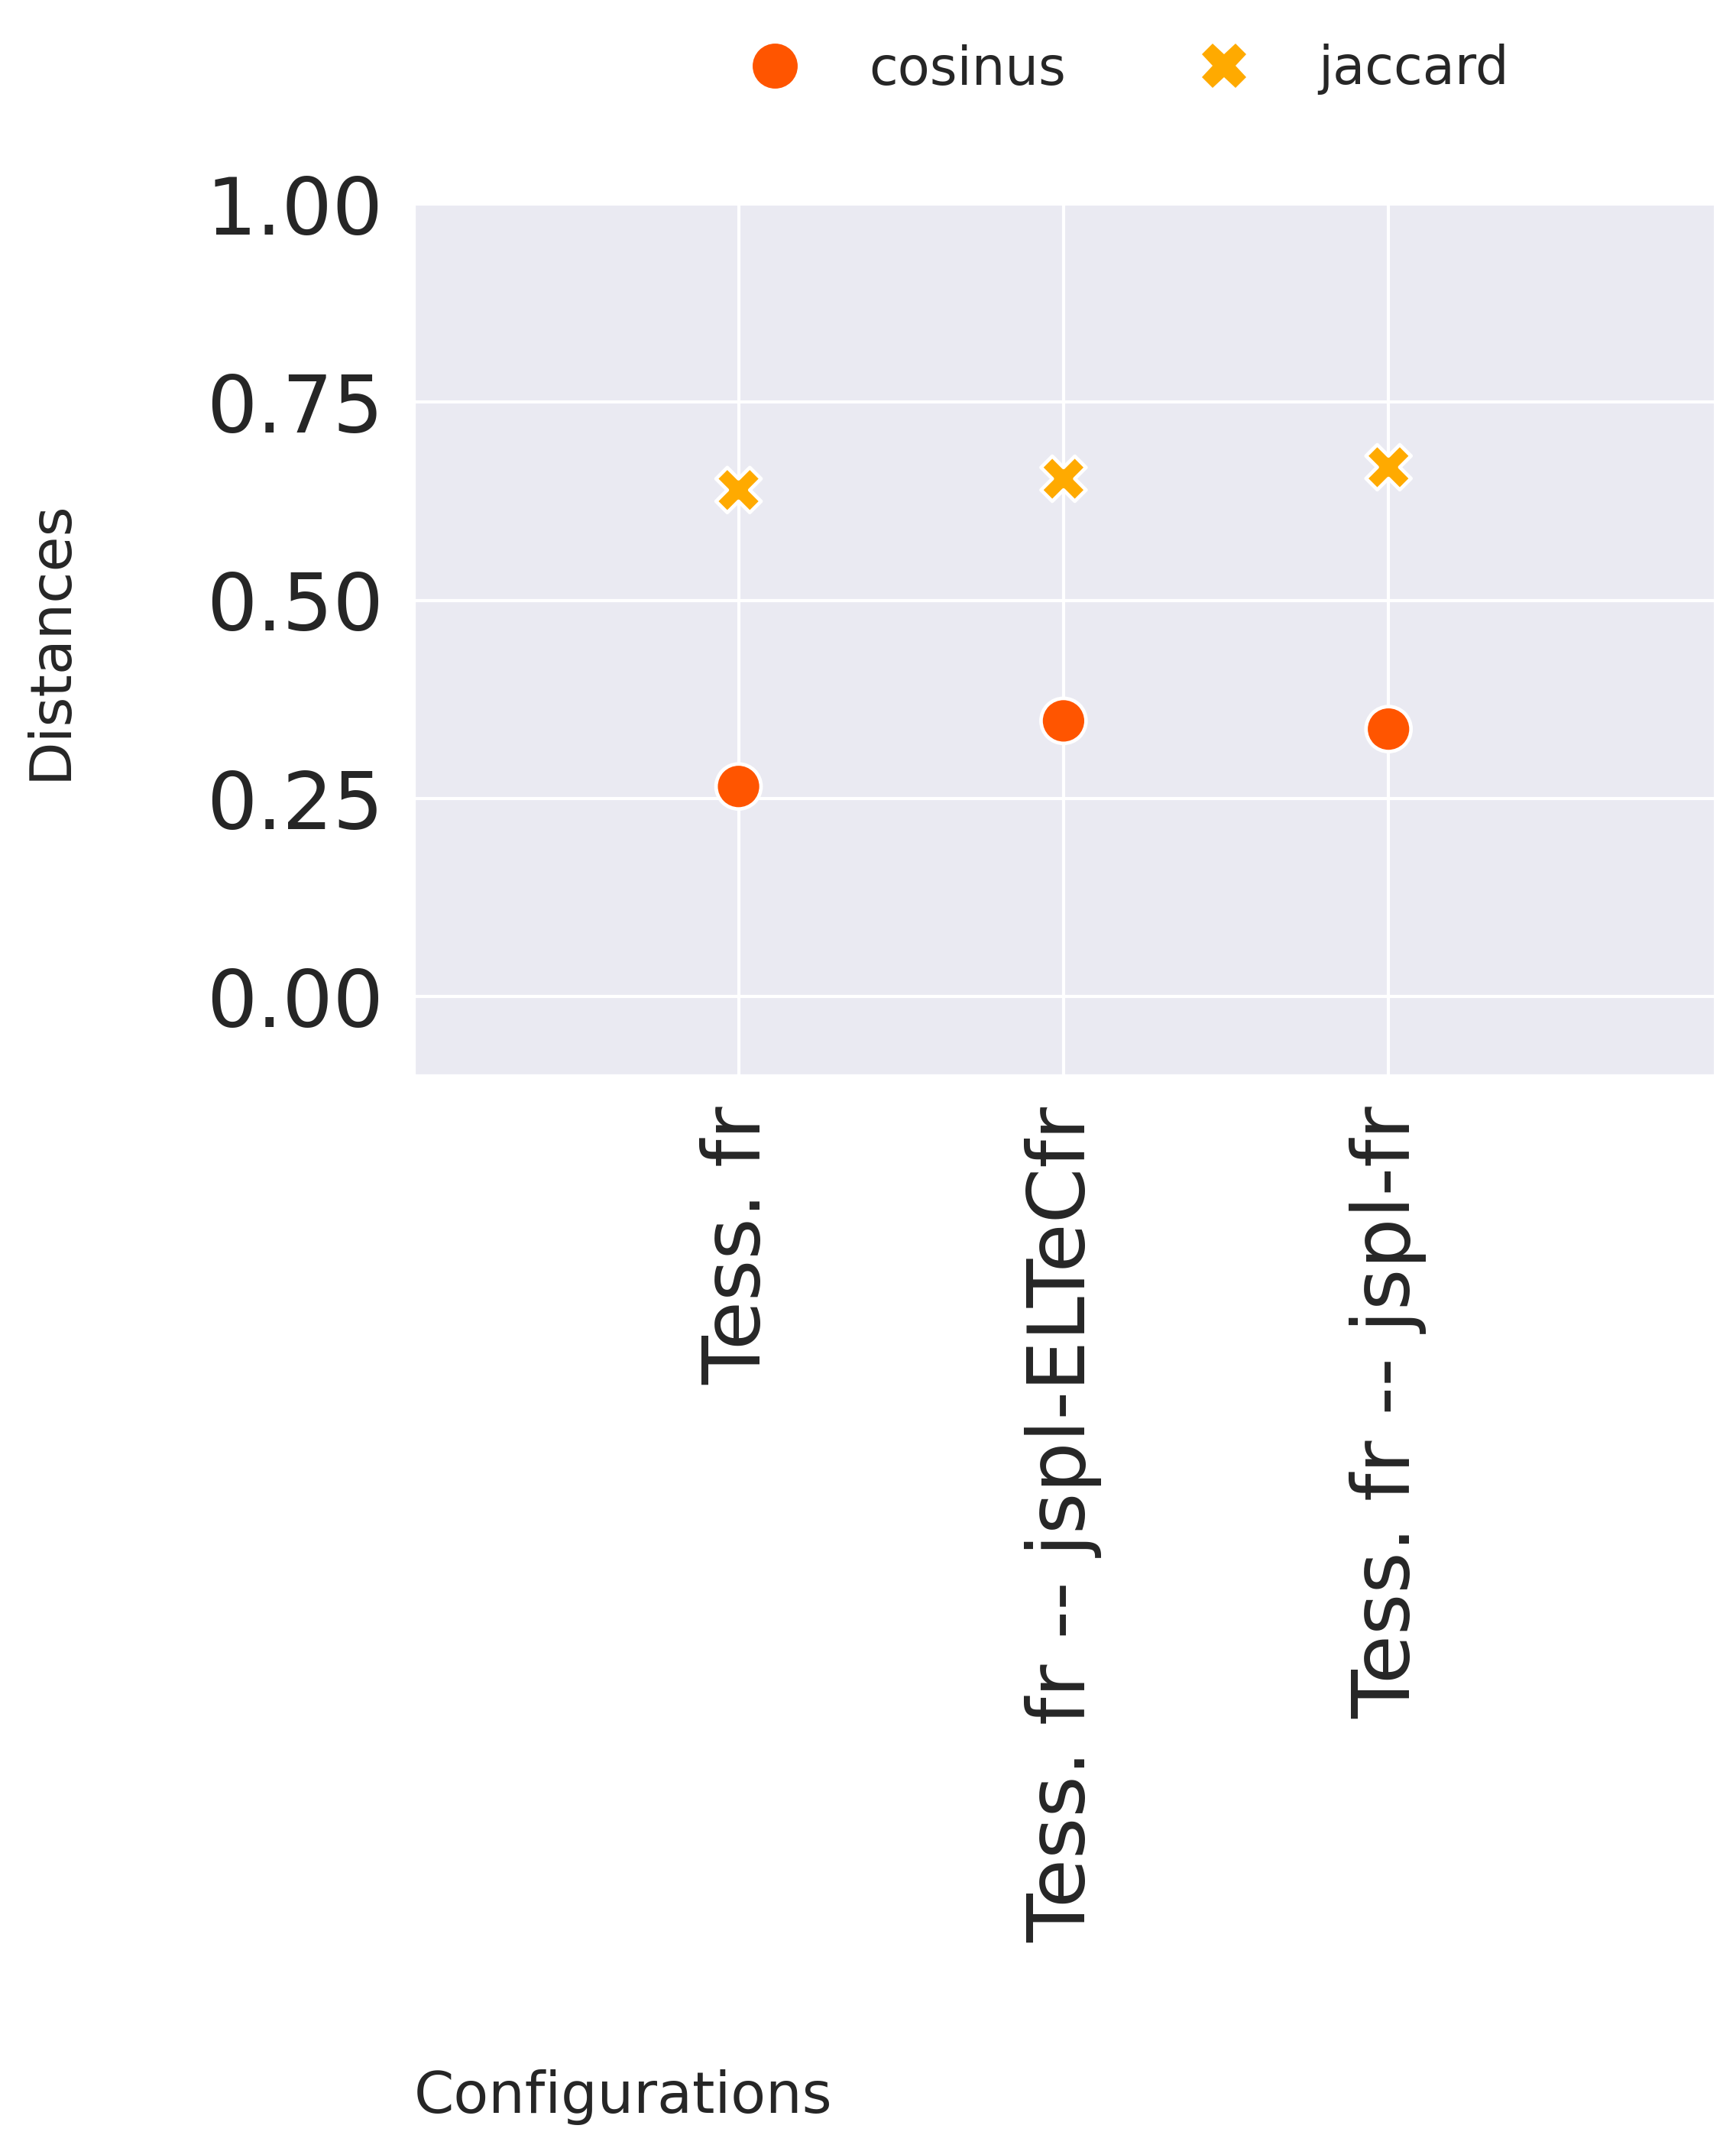 cosinus jaccard
1.00
0.75
0.50
0.25
0.00
Distances
Tess. fr
Tess. fr -- jspl-ELTeCfr
Tess. fr -- jspl-fr
Configurations